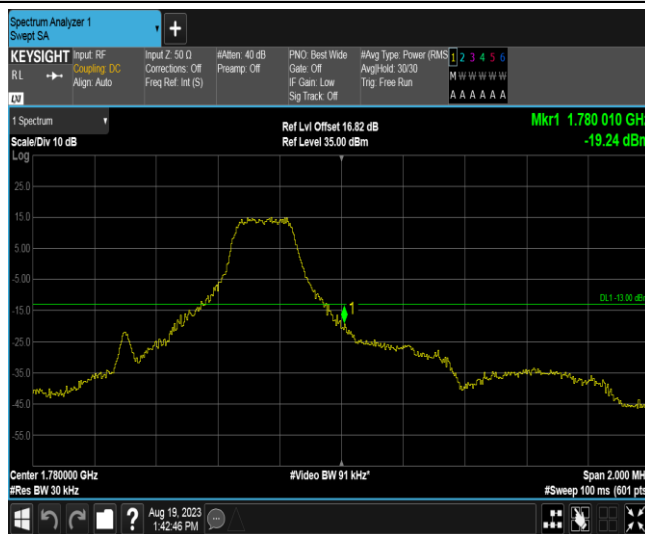 Spectrum Analyzer 1
Swept SA
+
KEYSIGHT
RL
LXI
Input: RF
Coupling: DC
Align: Auto
Input Z: 50 Ω
Corrections: Off
Freq Ref: Int (S)
#Atten: 40 dB
Preamp: Off
PNO: Best Wide
Gate: Off
IF Gain: Low
Sig Track: Off
#Avg Type: Power (RMS
Avg|Hold: 30/30
Trig: Free Run
1 2 3 4 5 6
M W W W W W
A A A A A A
1 Spectrum
Scale/Div 10 dB
Log
Ref Lvl Offset 16.82 dB
Ref Level 35.00 dBm
Mkr1 1.780 010 GHz
-19.24 dBm
25.0
15.0
5.00
-5.00
-15.0
-25.0
-35.0
-45.0
-55.0
DL1 -13.00 dBm
1
Center 1.780000 GHz
#Res BW 30 kHz
#Video BW 91 kHz*
Span 2.000 MH
#Sweep 100 ms (601 pts
?
Aug 19, 2023
1:42:46 PM